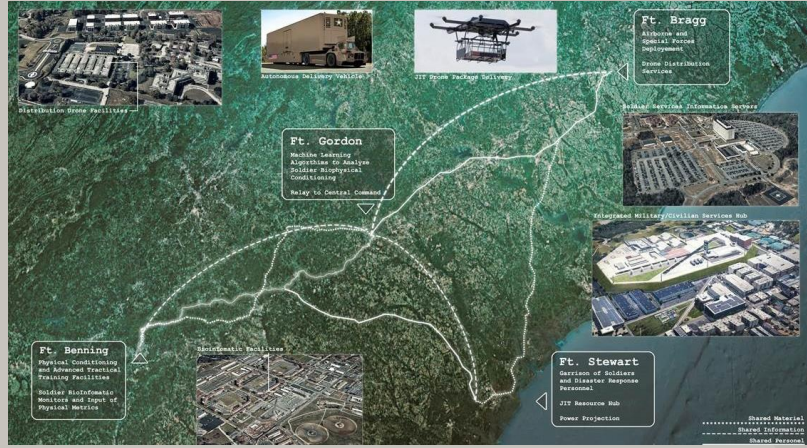 Distribution Drone Facilities
Autonomous Delivery Vehicle
JIT Drone Package Delivery
Ft. Bragg
Airborne and
Special Forces
Deployement
Drone Distribution
Services
Soldier Services Information Servers
Ft. Gordon
Machine Learning
Algorithms to Analyze
Soldier Biophysical
Conditioning
Relay to Central Command
Integrated Military/Civilian Services Hub
Ft. Benning
Physical Conditioning
and Advanced Tractical
Training Facilities
Soldier BioInfomatic
Monitors and Input of
Physical Metrics
Bioinfomatic Facilities
Ft. Stewart
Garrison of Soldiers
and Disaster Response
Personnel
JIT Resource Hub
Power Projection
Shared Materiel
Shared Information
Shared Personel